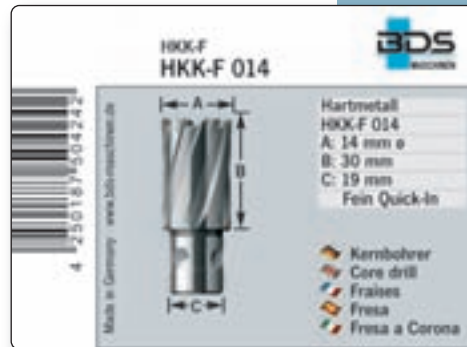 HKK-F
HKK-F 014
BDS
MASCHINEN
4 250187 504242
Made in Germany www.bds-maschinen.de
A
B
C
Hartmetall
HKK-F 014
A: 14 mm ø
B: 30 mm
C: 19 mm
Fein Quick-In
Kernbohrer
Core drill
Fraises
Fresa
Fresa a Corona